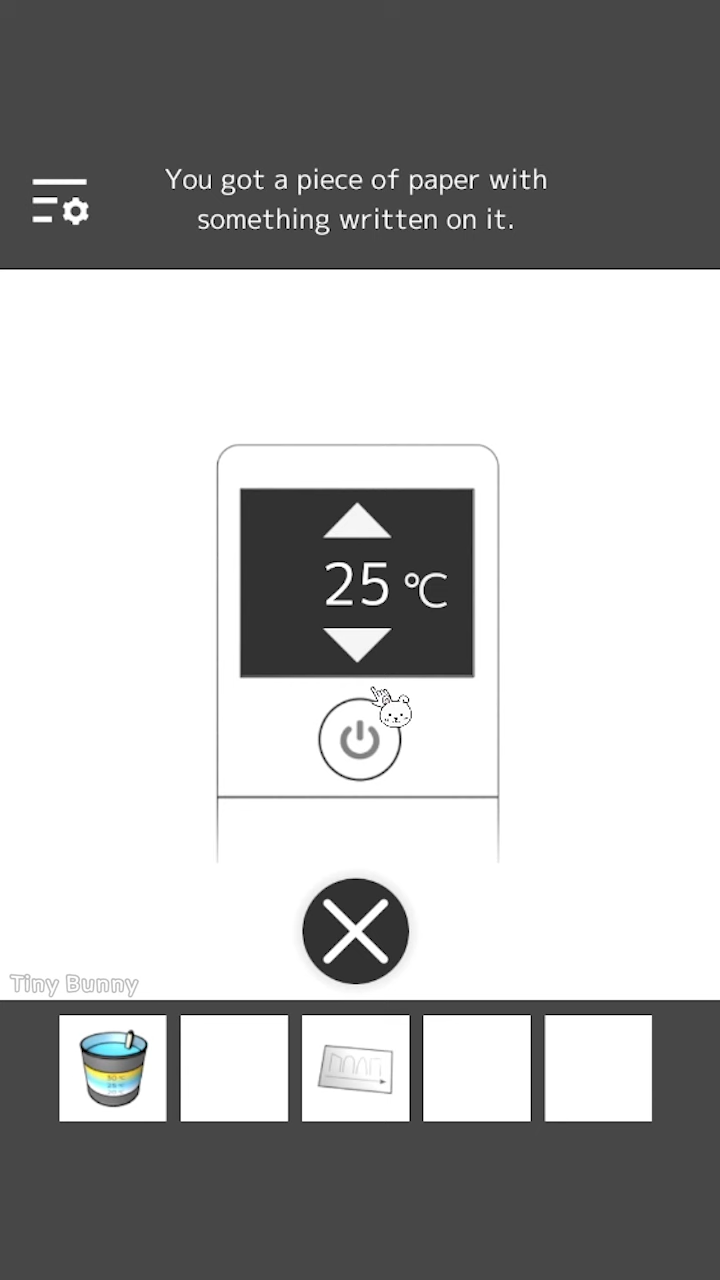 You got a piece of paper with
something written on it.
25 ℃
Tiny Bunny